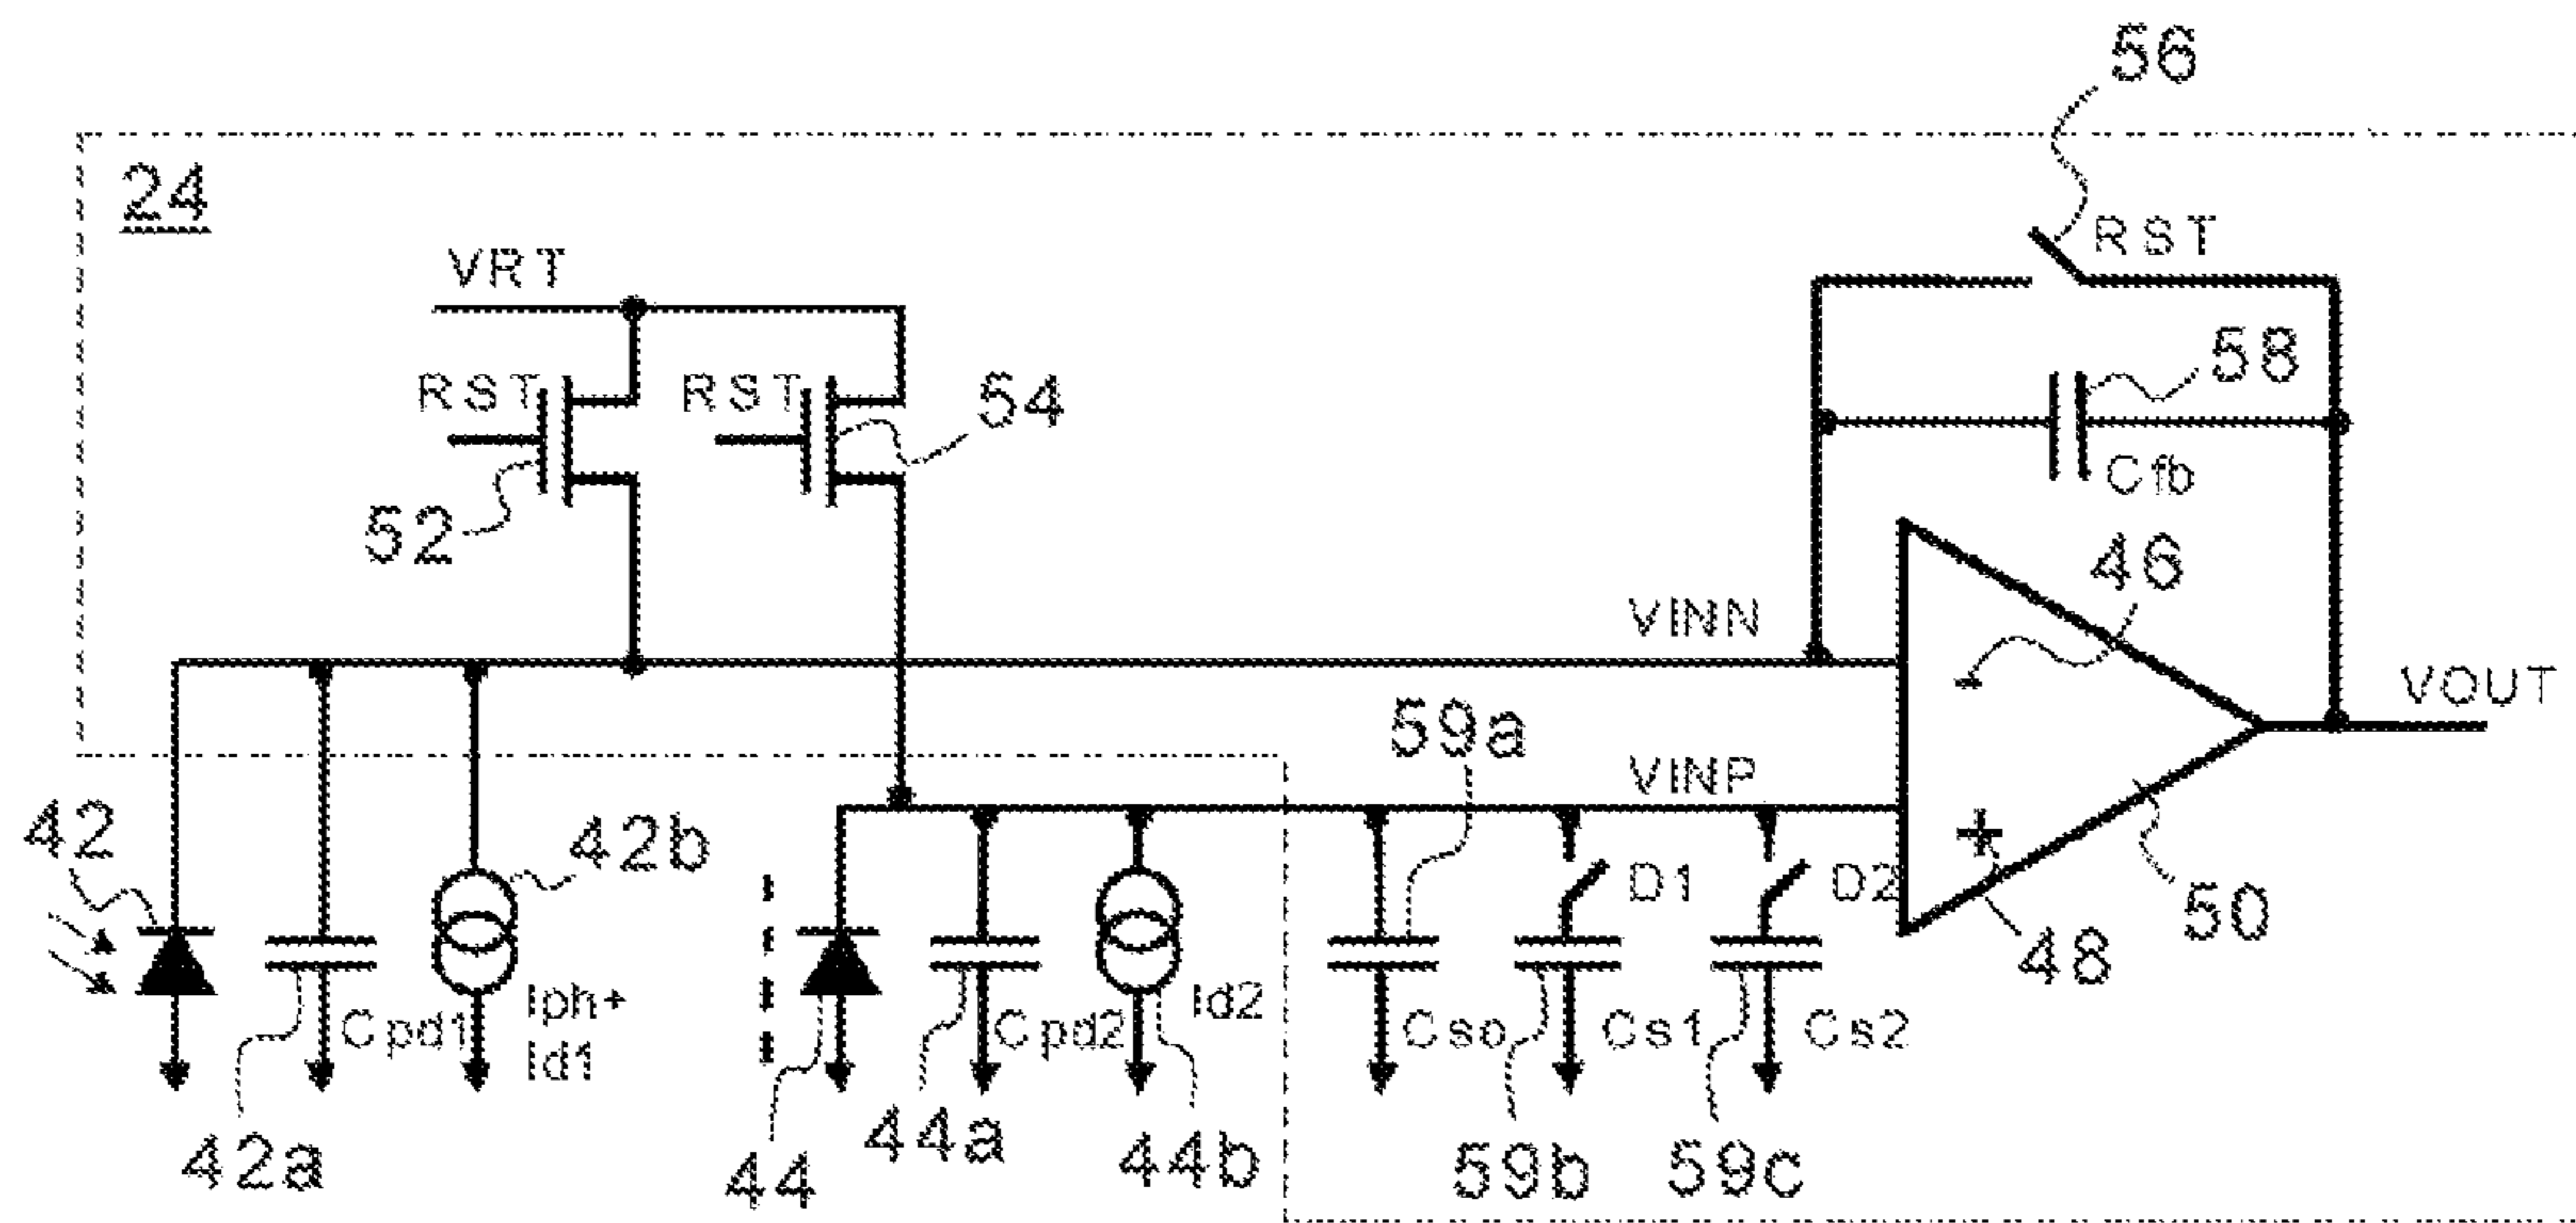 56
24
VRT
RST
RST
RST
54
58
52
Cfb
46
VINN
VOUT
59a
VINP
42
42b
D1
D2
50
48
Cpd1
Iph+
Id1
Cpd2
Id2
Cso
Cs1
Cs2
42a
44
44a
44b
59b
59c
-
+